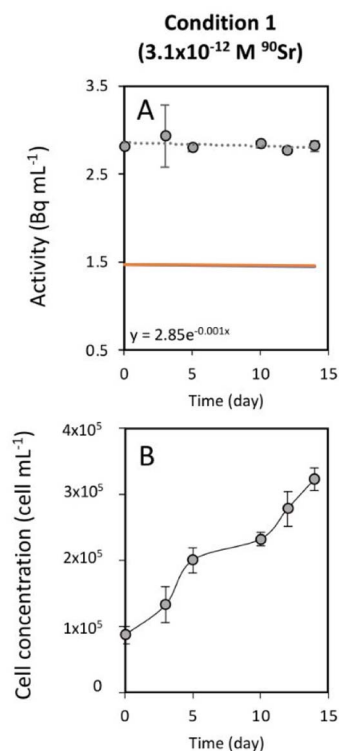 Condition 1
(3.1x10⁻¹² M ⁹⁰Sr)
A
Activity (Bq mL⁻¹)
3.5
2.5
1.5
0.5
y = 2.85e⁻⁰·⁰⁰¹ˣ
0 5 10 15
Time (day)
B
Cell concentration (cell mL⁻¹)
4x10⁵
3x10⁵
2x10⁵
1x10⁵
0
0 5 10 15
Time (day)